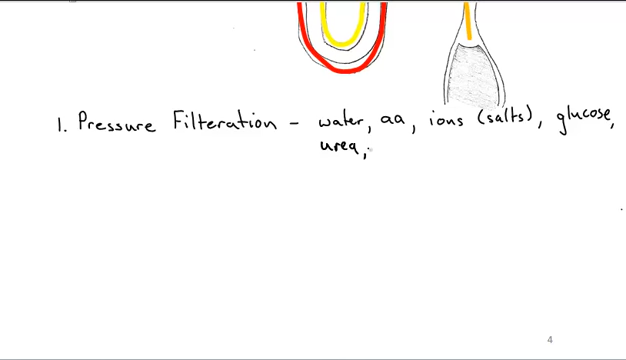 1. Pressure Filteration - water, aa, ions (salts), glucose,
urea,
4